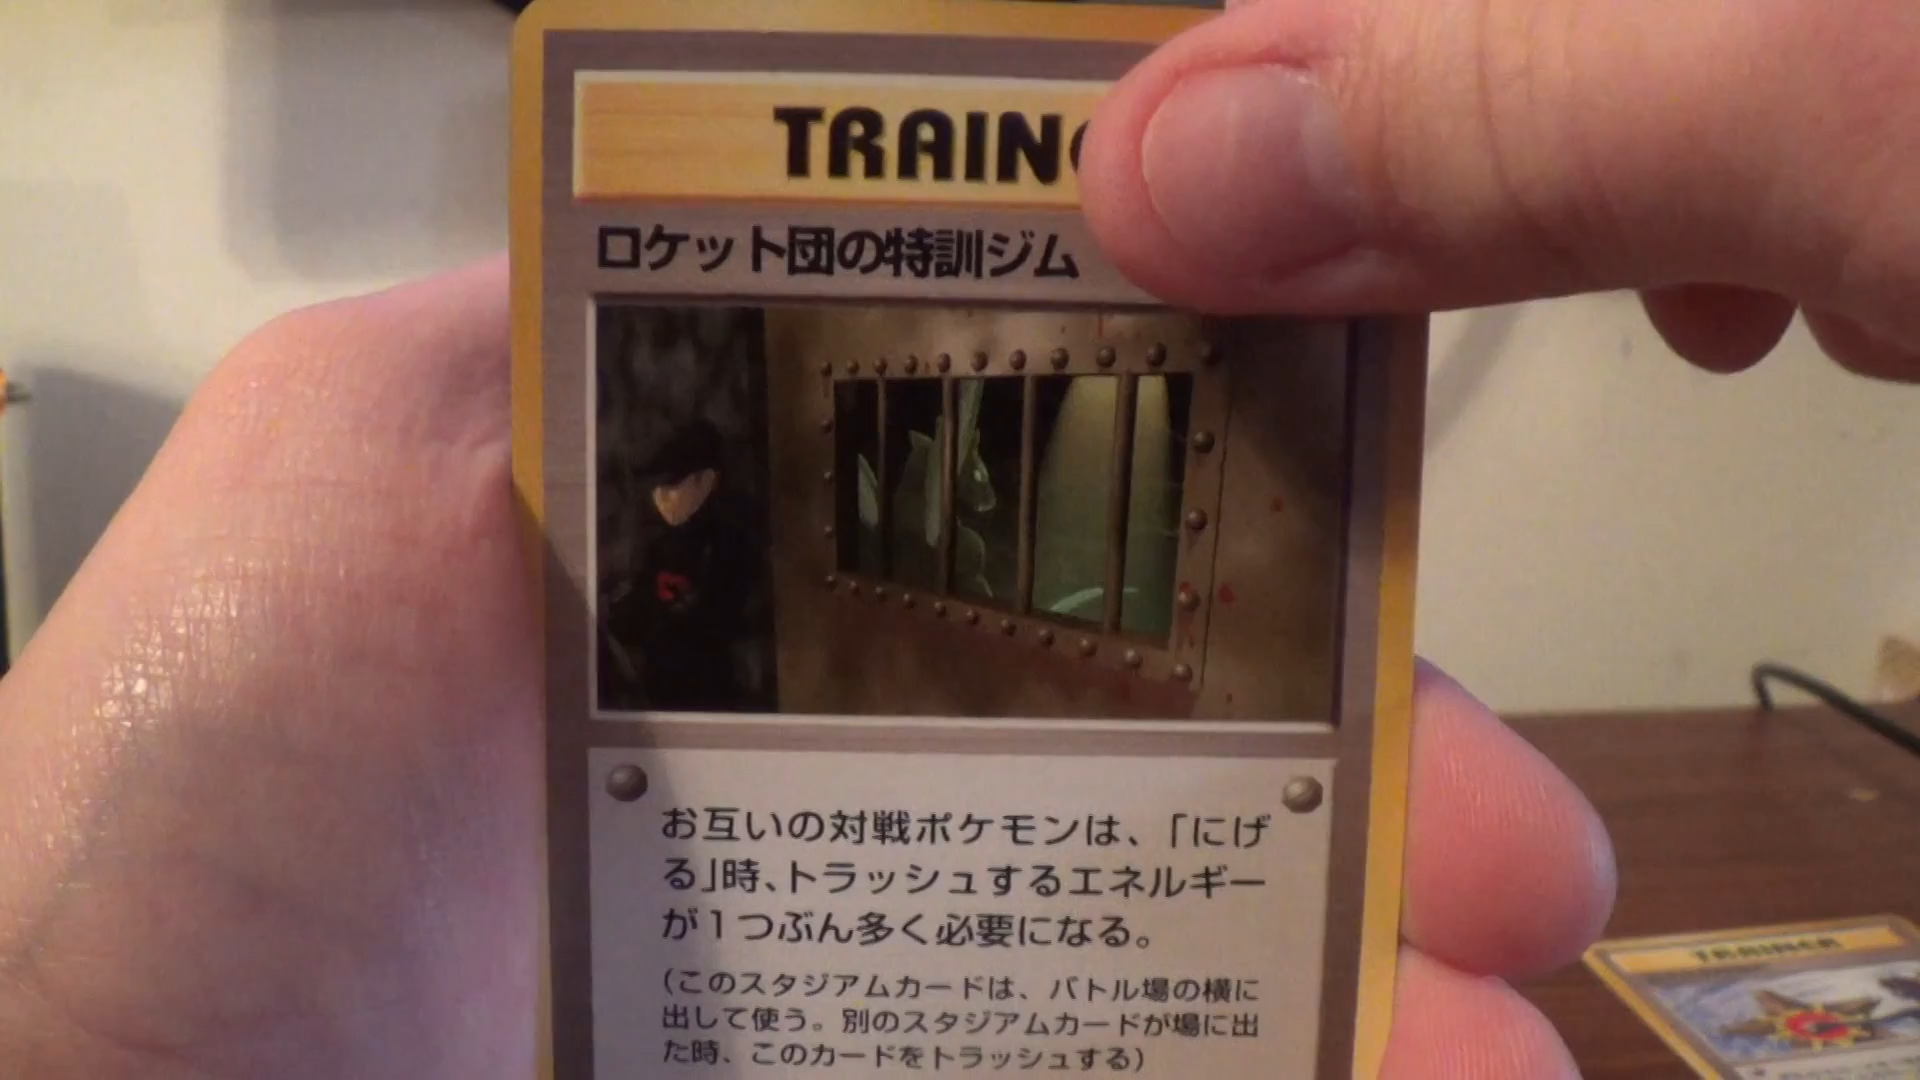 TRAIN
ロケット団の特訓ジム
お互いの対戦ポケモンは、「にげ
る」時、トラッシュするエネルギー
が1つぶん多く必要になる。
(このスタジアムカードは、バトル場の横に
出して使う。別のスタジアムカードが場に出
た時、このカードをトラッシュする)
TRAINER